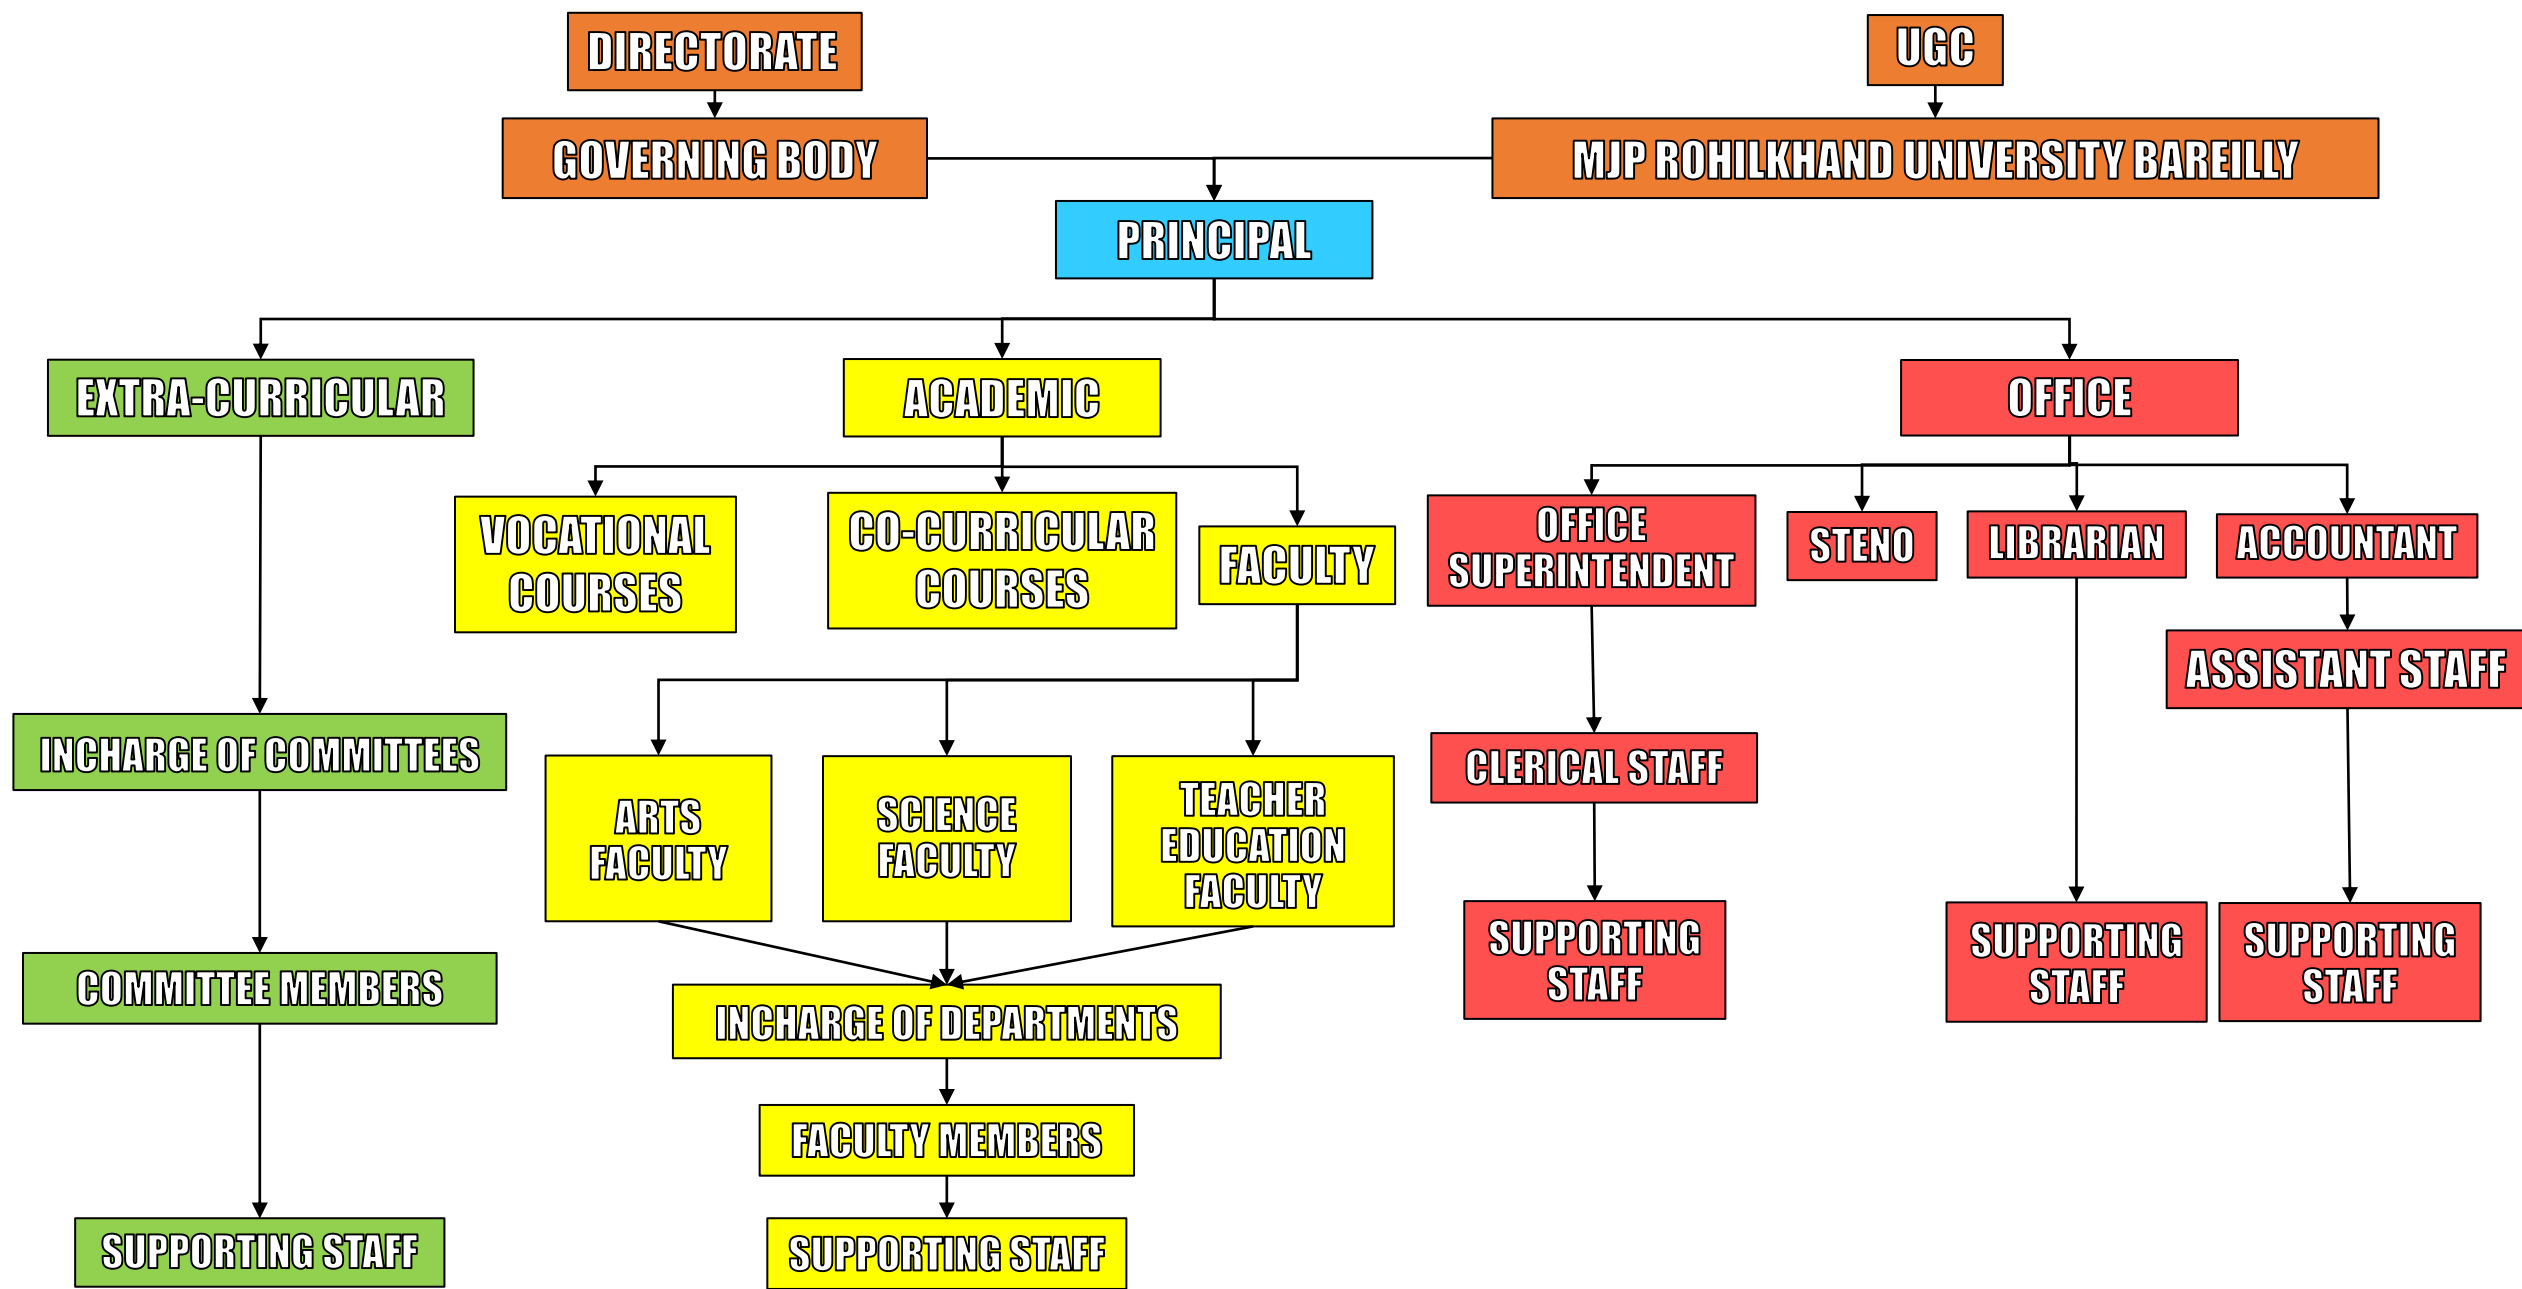 DIRECTORATE
UGC
GOVERNING BODY
MJP ROHILKHAND UNIVERSITY BAREILLY
PRINCIPAL
EXTRA-CURRICULAR
ACADEMIC
OFFICE
VOCATIONAL
COURSES
CO-CURRICULAR
COURSES
FACULTY
OFFICE
SUPERINTENDENT
STENO
LIBRARIAN
ACCOUNTANT
ASSISTANT STAFF
INCHARGE OF COMMITTEES
ARTS
FACULTY
SCIENCE
FACULTY
TEACHER
EDUCATION
FACULTY
CLERICAL STAFF
SUPPORTING
STAFF
SUPPORTING
STAFF
SUPPORTING
STAFF
COMMITTEE MEMBERS
INCHARGE OF DEPARTMENTS
FACULTY MEMBERS
SUPPORTING STAFF
SUPPORTING STAFF